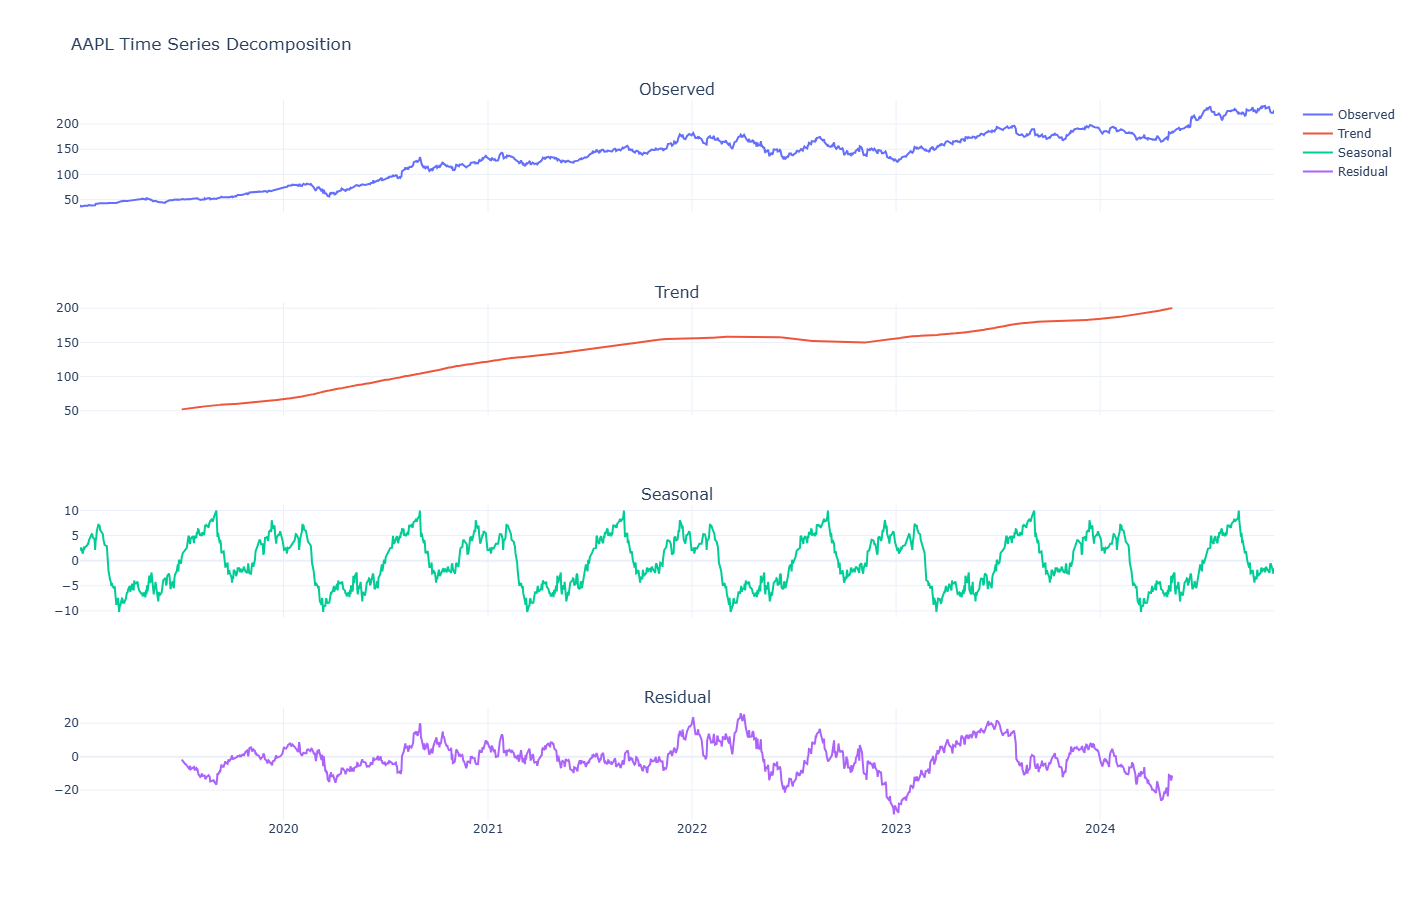 AAPL Time Series Decomposition
Observed
200
150
100
50
Observed
Trend
Seasonal
Residual
Trend
200
150
100
50
Seasonal
10
5
0
−5
−10
Residual
20
0
−20
2020 2021 2022 2023 2024